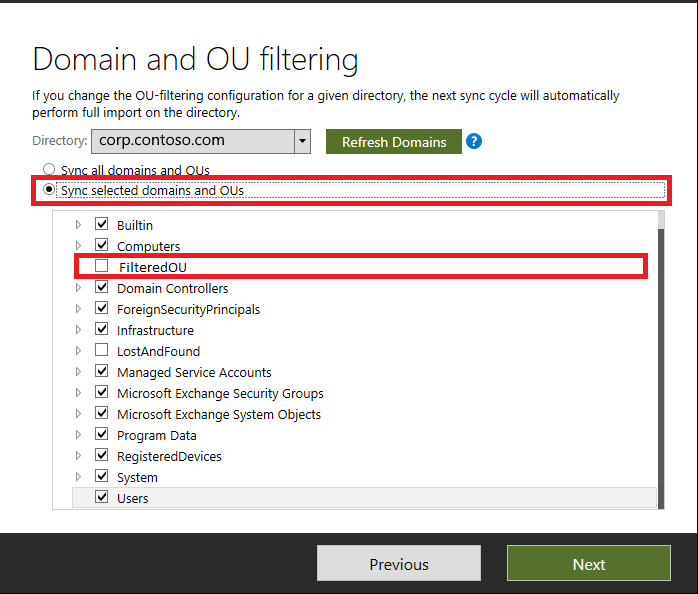 Domain and OU filtering
If you change the OU-filtering configuration for a given directory, the next sync cycle will automatically
perform full import on the directory.
Directory: corp.contoso.com Refresh Domains ?
Sync all domains and OUs
Sync selected domains and OUs
Builtin
Computers
FilteredOU
Domain Controllers
ForeignSecurityPrincipals
Infrastructure
LostAndFound
Managed Service Accounts
Microsoft Exchange Security Groups
Microsoft Exchange System Objects
Program Data
RegisteredDevices
System
Users
Previous Next